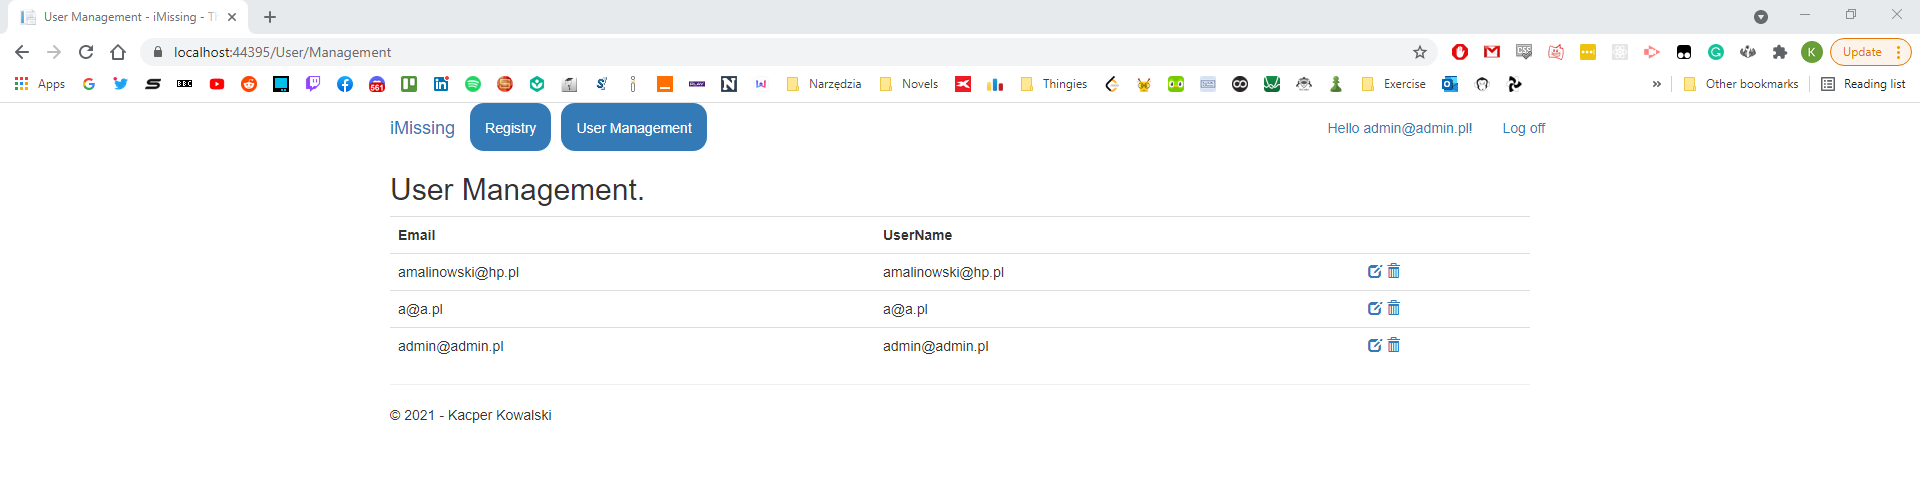 User Management - iMissing - Th
localhost:44395/User/Management
K
Update
Apps
BBC
561
Narzędzia
Novels
Thingies
Exercise
Other bookmarks
Reading list
iMissing
Registry
User Management
Hello admin@admin.pl!
Log off
User Management.
Email UserName
amalinowski@hp.pl amalinowski@hp.pl
a@a.pl a@a.pl
admin@admin.pl admin@admin.pl
© 2021 - Kacper Kowalski